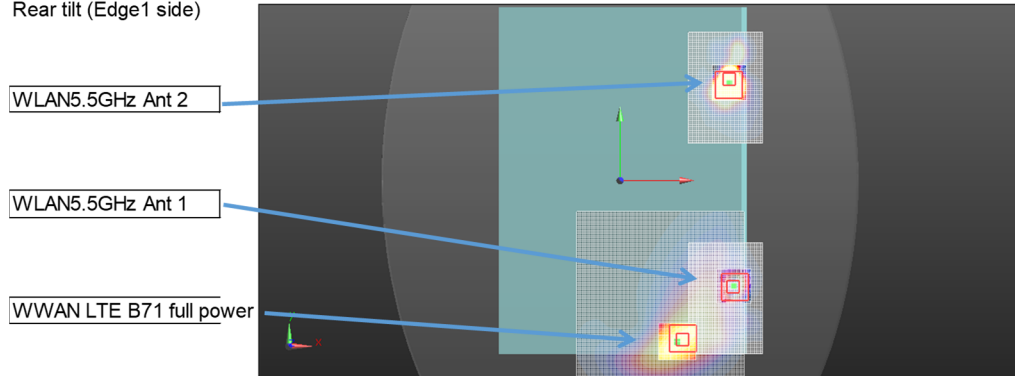 Rear tilt (Edge1 side)
WLAN5.5GHz Ant 2
WLAN5.5GHz Ant 1
WWAN LTE B71 full power
x